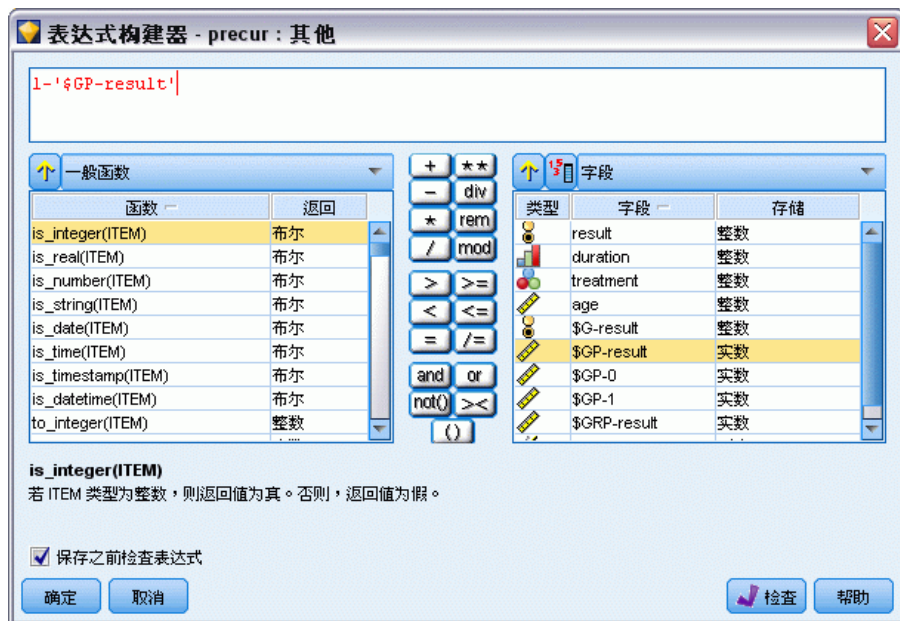 表达式构建器 - precur : 其他
1-'$GP-result'
一般函数
函数 返回
is_integer(ITEM) 布尔
is_real(ITEM) 布尔
is_number(ITEM) 布尔
is_string(ITEM) 布尔
is_date(ITEM) 布尔
is_time(ITEM) 布尔
is_timestamp(ITEM) 布尔
is_datetime(ITEM) 布尔
to_integer(ITEM) 整数
+ **
- div
* rem
/ mod
> >=
< <=
= /=
and or
not() ><
()
字段
类型 字段 存储
result 整数
duration 整数
treatment 整数
age 整数
$G-result 整数
$GP-result 实数
$GP-0 实数
$GP-1 实数
$GRP-result 实数
is_integer(ITEM)
若 ITEM 类型为整数，则返回值为真。否则，返回值为假。
保存之前检查表达式
确定 取消 检查 帮助